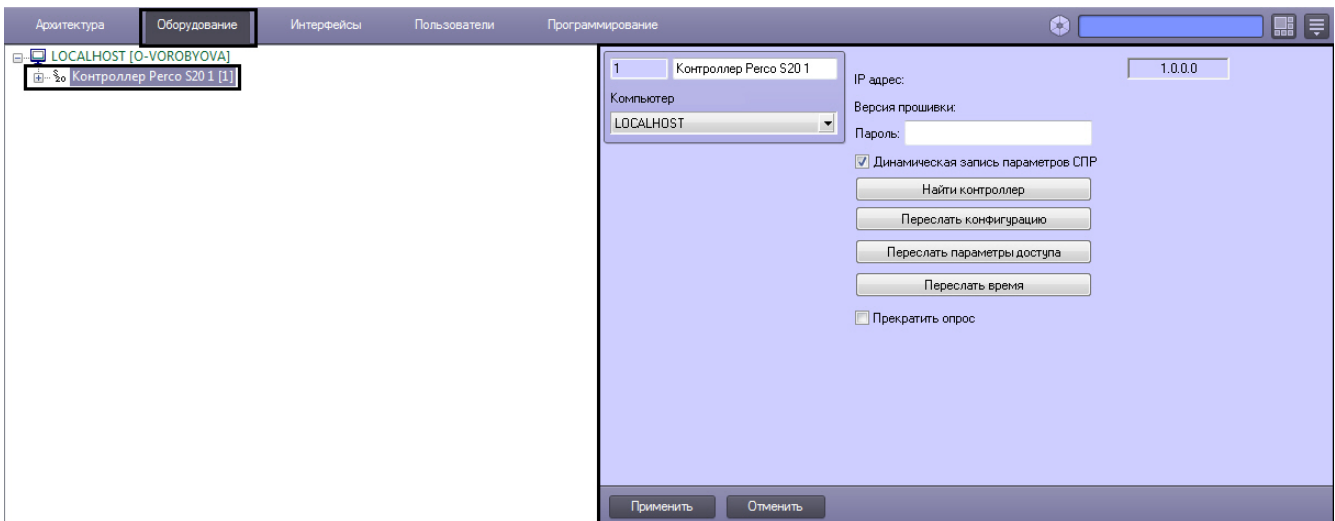 Архитектура Оборудование Интерфейсы Пользователи Программирование
LOCALHOST [O-VOROBYOVA]
Контроллер Perco S20 1 [1]
1 Контроллер Perco S20 1
Компьютер
LOCALHOST
IP адрес:
1.0.0.0
Версия прошивки:
Пароль:
Динамическая запись параметров СПР
Найти контроллер
Переслать конфигурацию
Переслать параметры доступа
Переслать время
Прекратить опрос
Применить Отменить